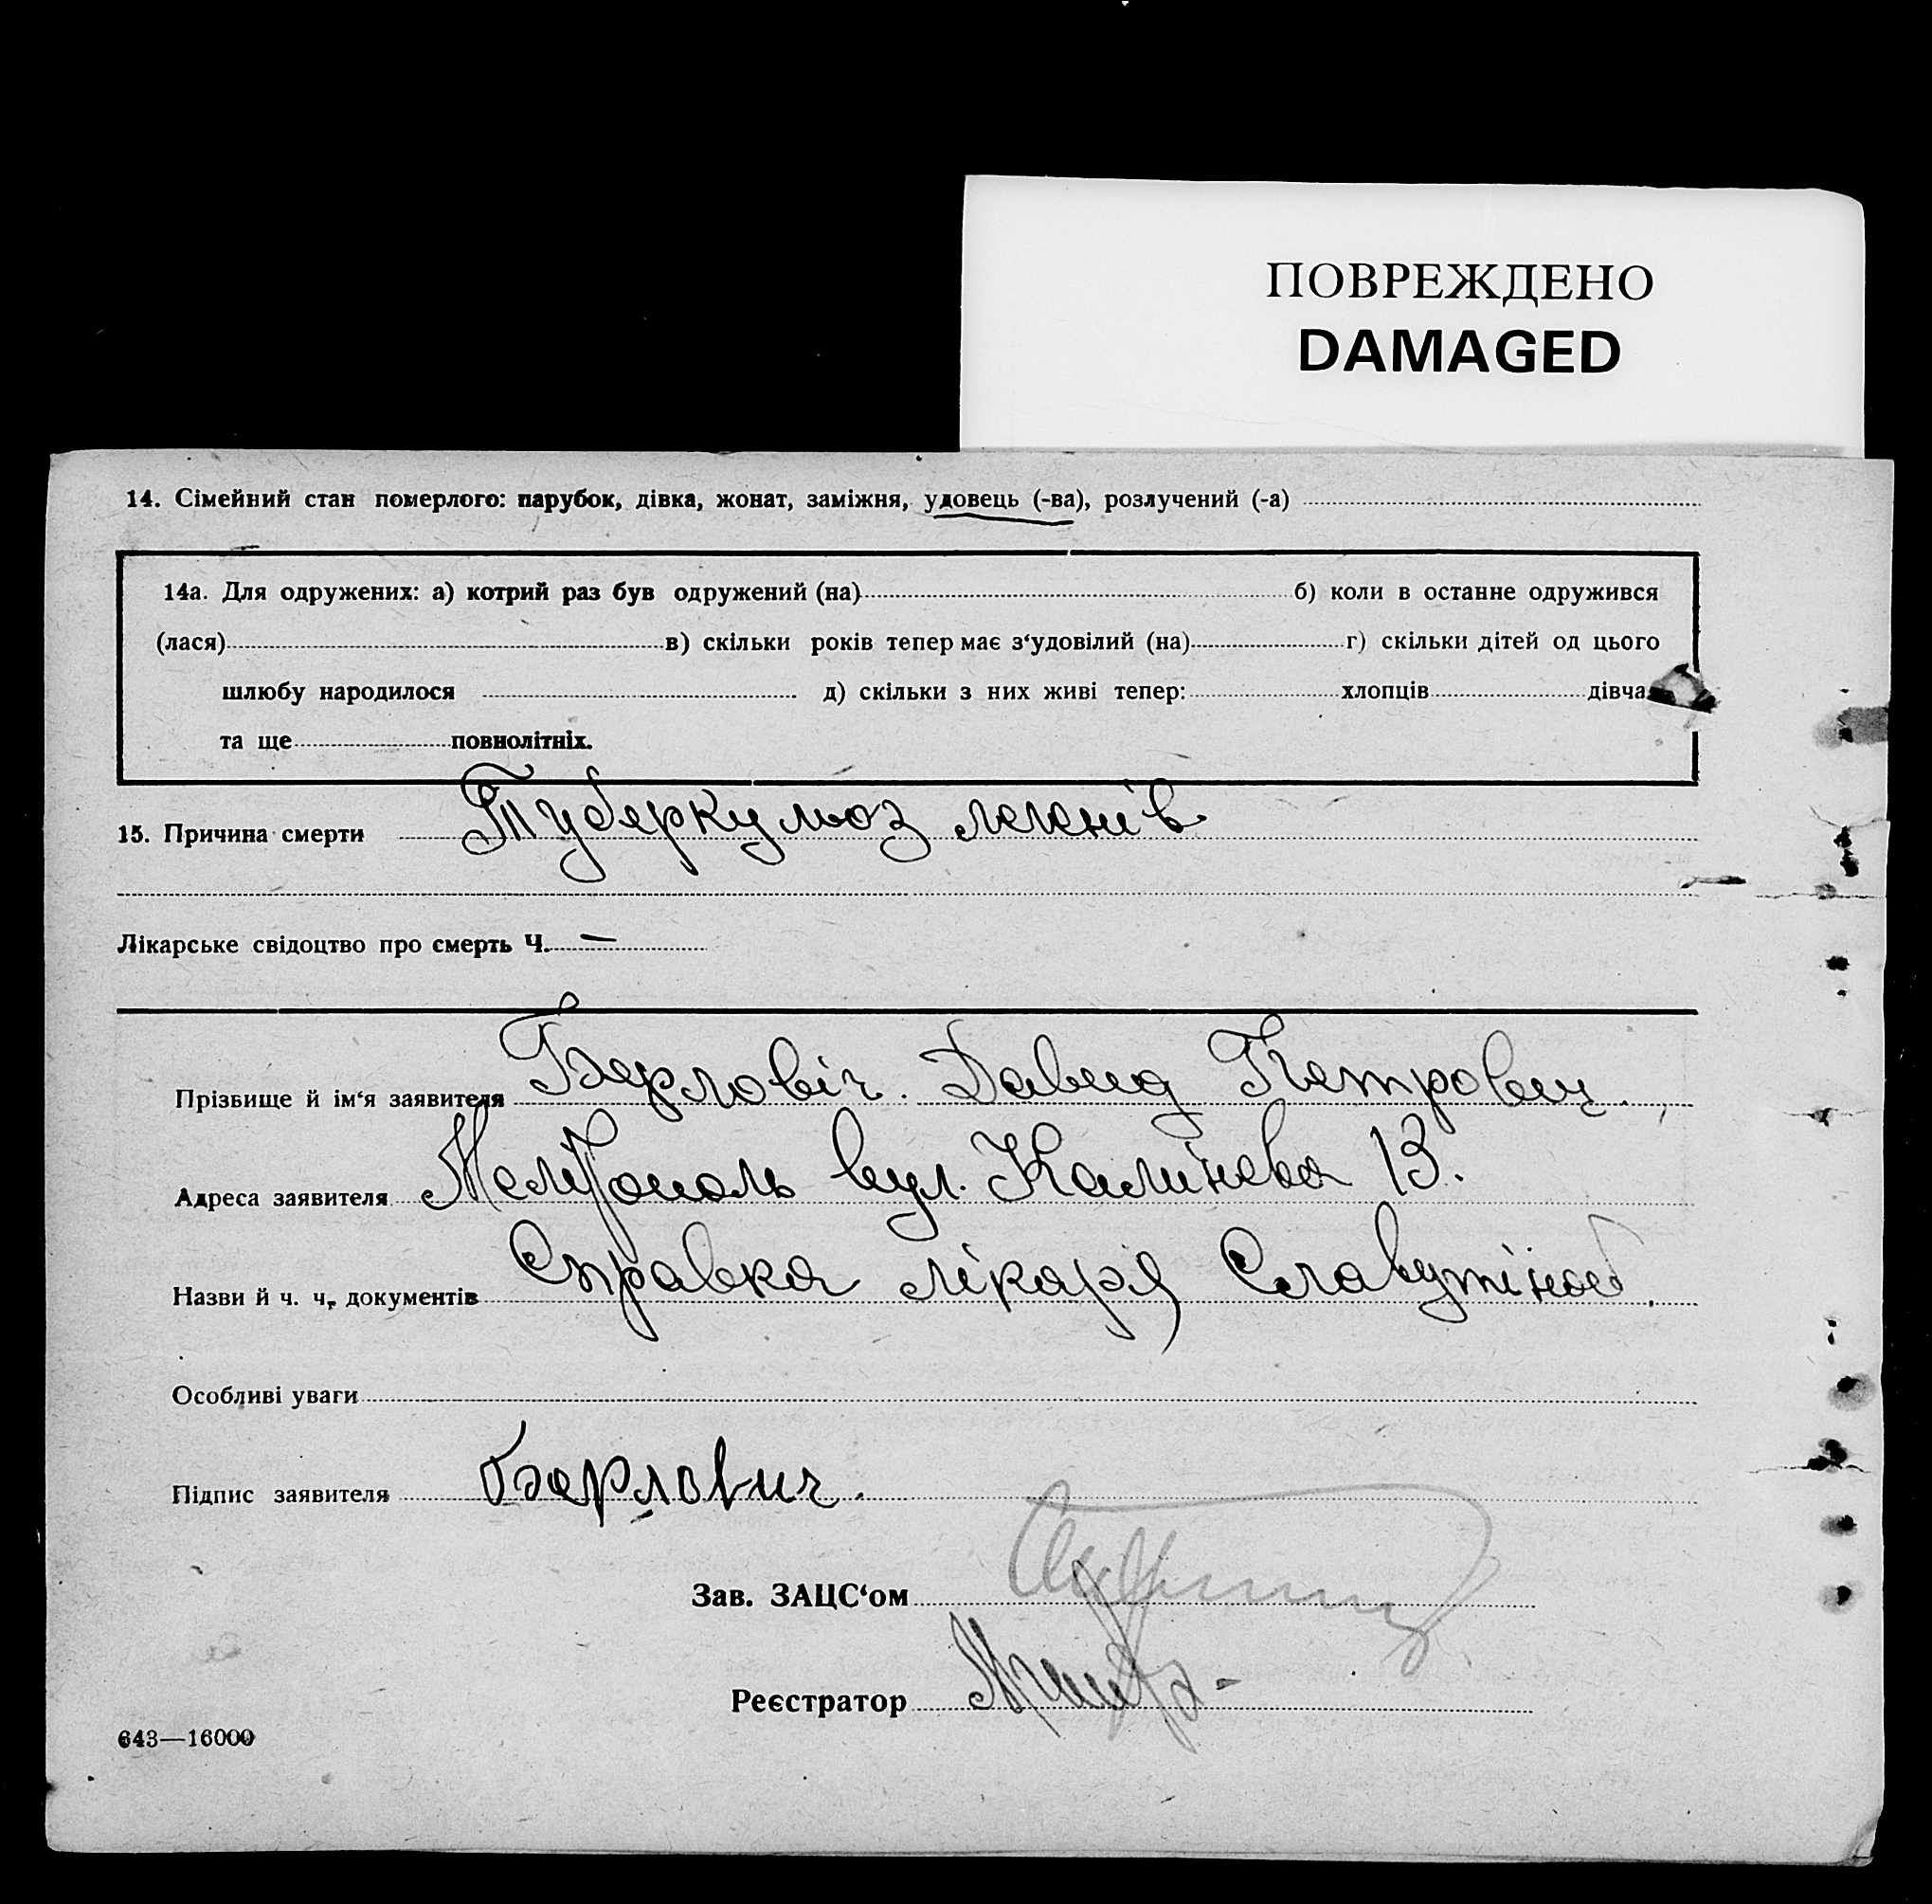 ПОВРЕЖДЕНО
DAMAGED
14. Сімейний стан померлого: парубок, дівка, жонат, заміжня, удовець (-ва), розлучений (-а)
14а. Для одружених: а) котрий раз був одружений (на) б) коли в останнє одружився
(лася) в) скільки років тепер має з‘удовілий (на) г) скільки дітей од цього
шлюбу народилося д) скільки з них живі тепер: хлопців дівча
та ще повнолітніх.
15. Причина смерти Туберкульоз легенів
Лікарське свідоцтво про смерть Ч. —
Прізвище й ім‘я заявителя Берловіч. Давид Петрович
Адреса заявителя Мелітополь вул. Калінева 13.
Назви й ч. ч. документів Справка лікаря Славутіной.
Особливі уваги
Підпис заявителя Берлович.
Зав. ЗАЦС‘ом
Реєстратор
643—16000